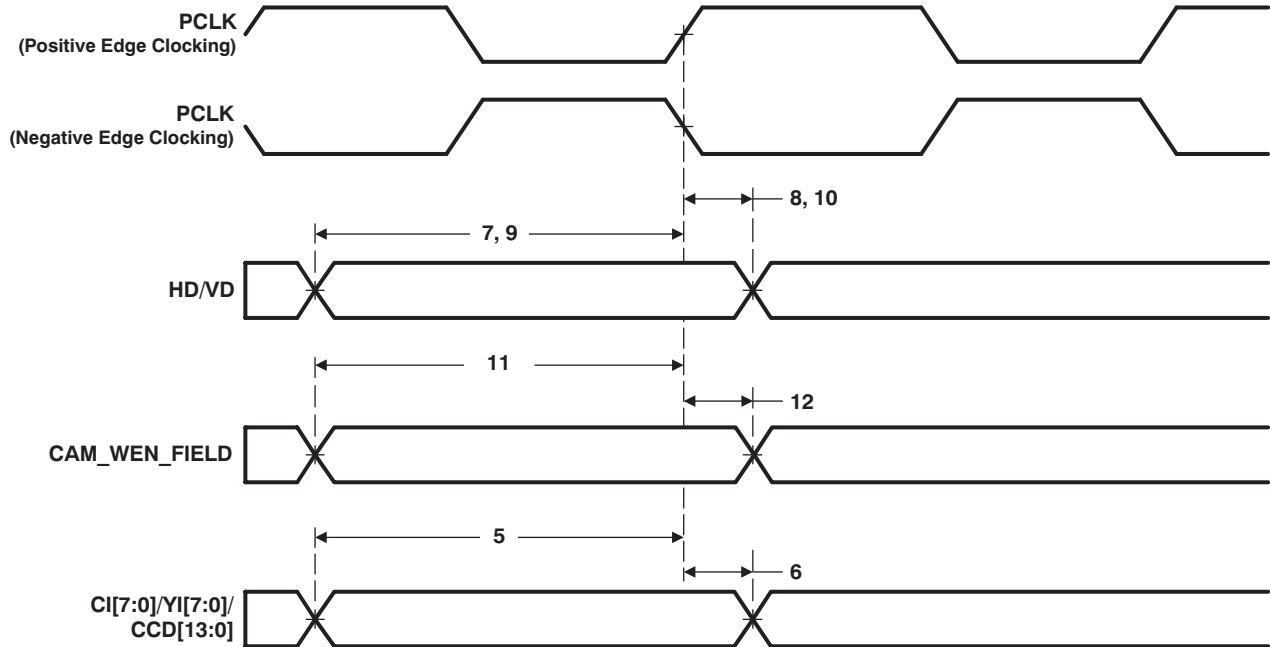 PCLK
(Positive Edge Clocking)
PCLK
(Negative Edge Clocking)
8, 10
7, 9
HD/VD
11
12
CAM_WEN_FIELD
5
6
CI[7:0]/YI[7:0]/
CCD[13:0]